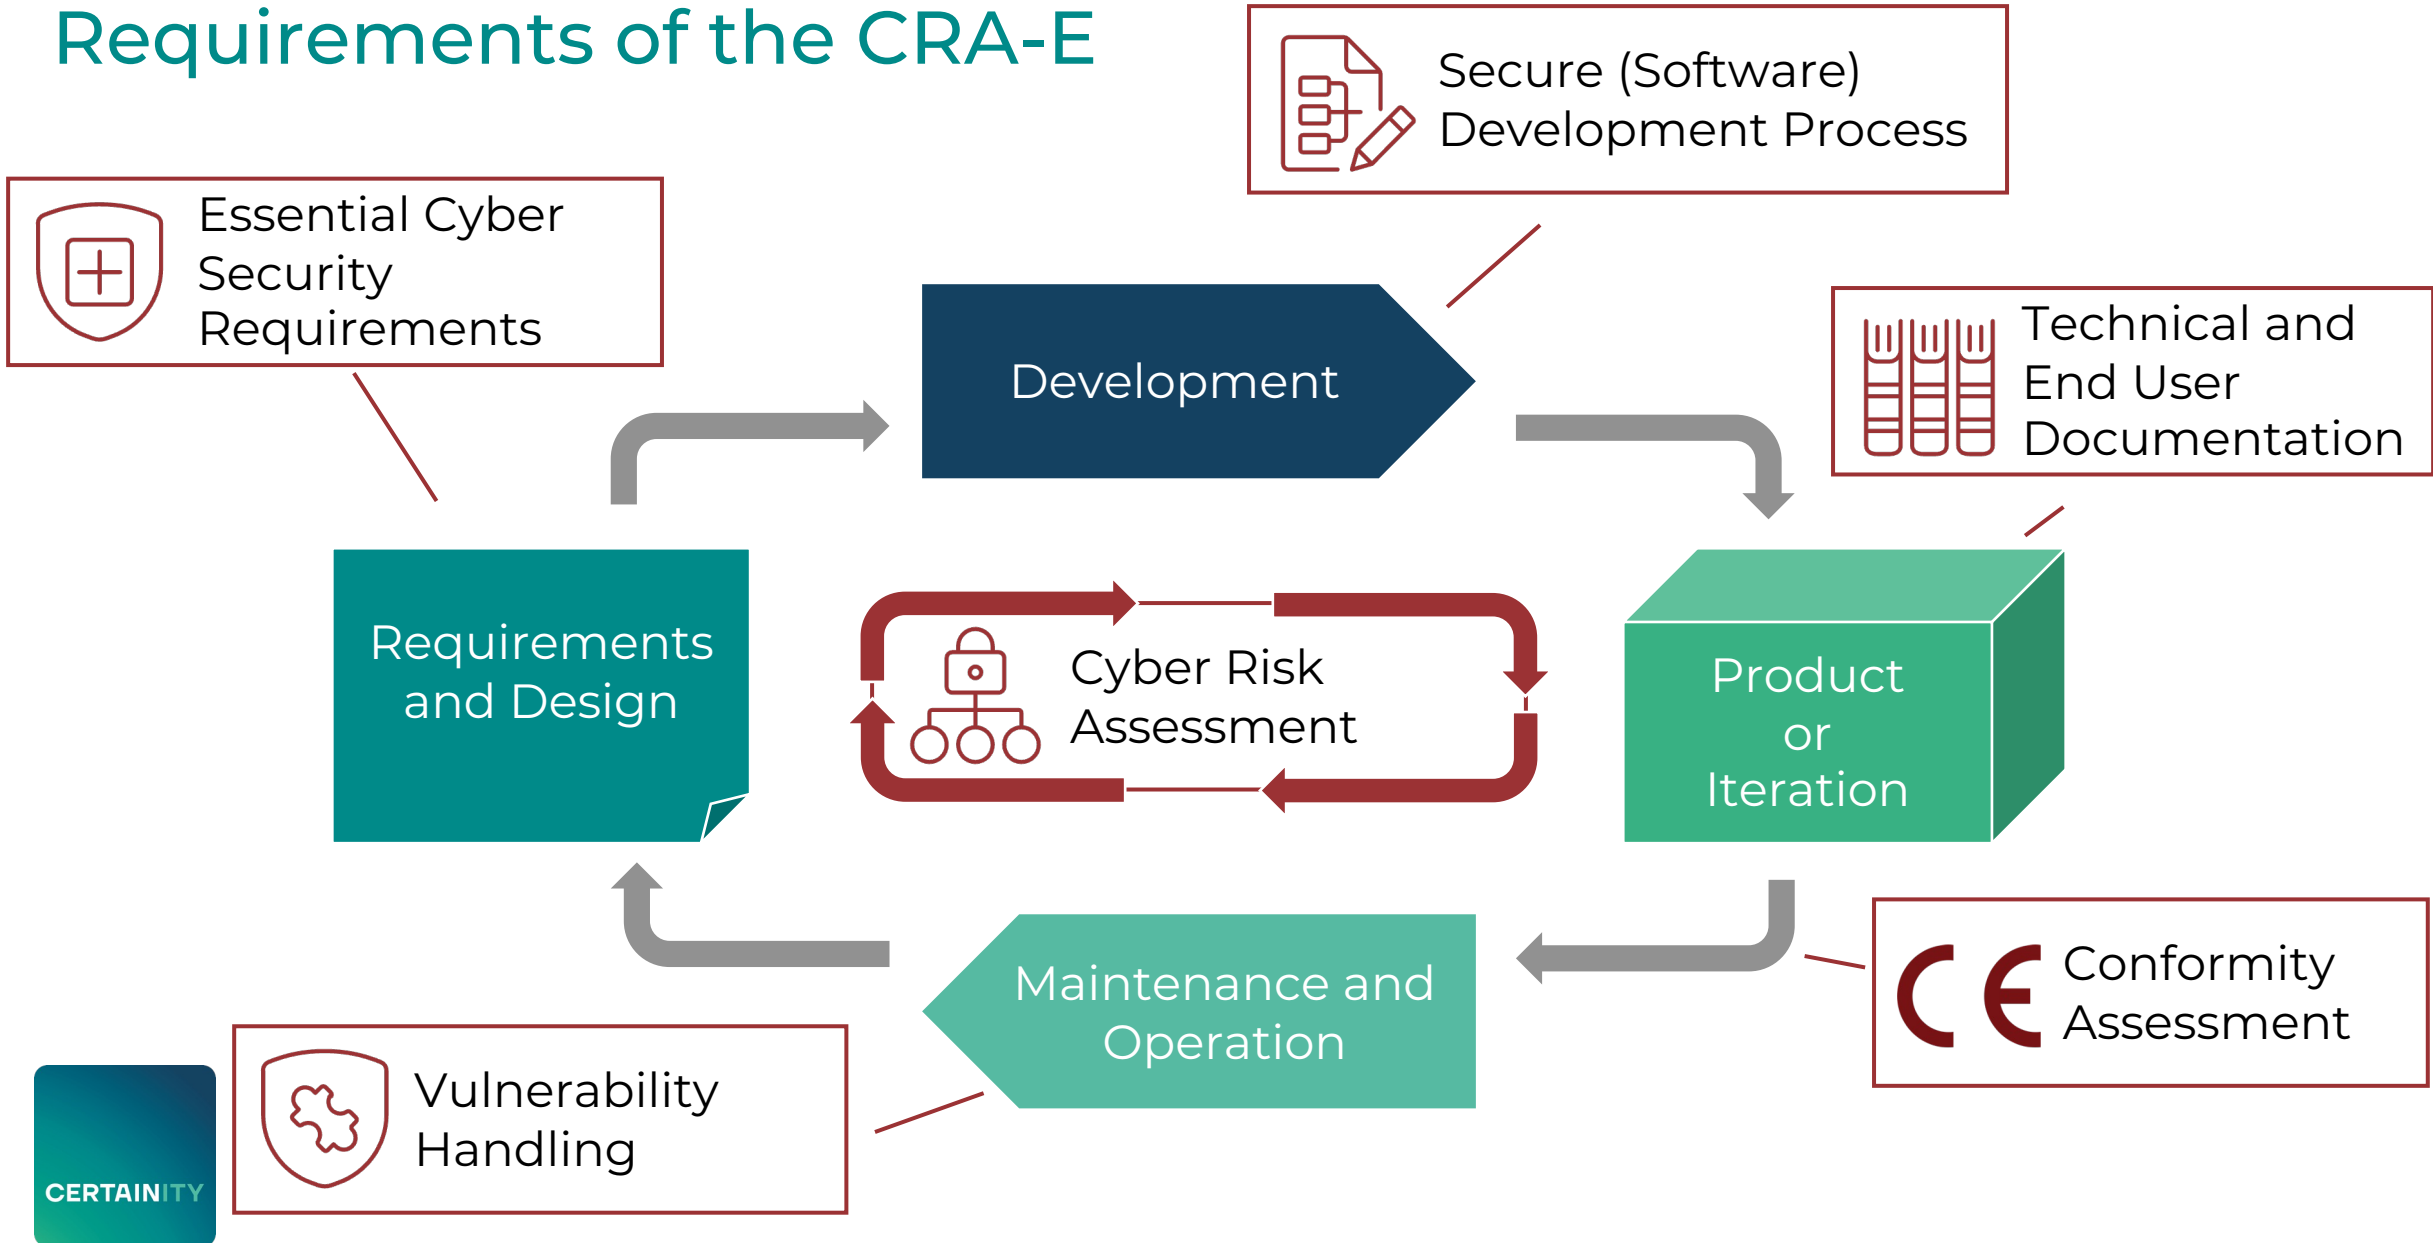 Requirements of the CRA-E
Secure (Software)
Development Process
Essential Cyber
Security
Requirements
Technical and
End User
Documentation
Development
Requirements
and Design
Cyber Risk
Assessment
Product
or
Iteration
Maintenance and
Operation
Conformity
Assessment
Vulnerability
Handling
CE
CERTAINITY